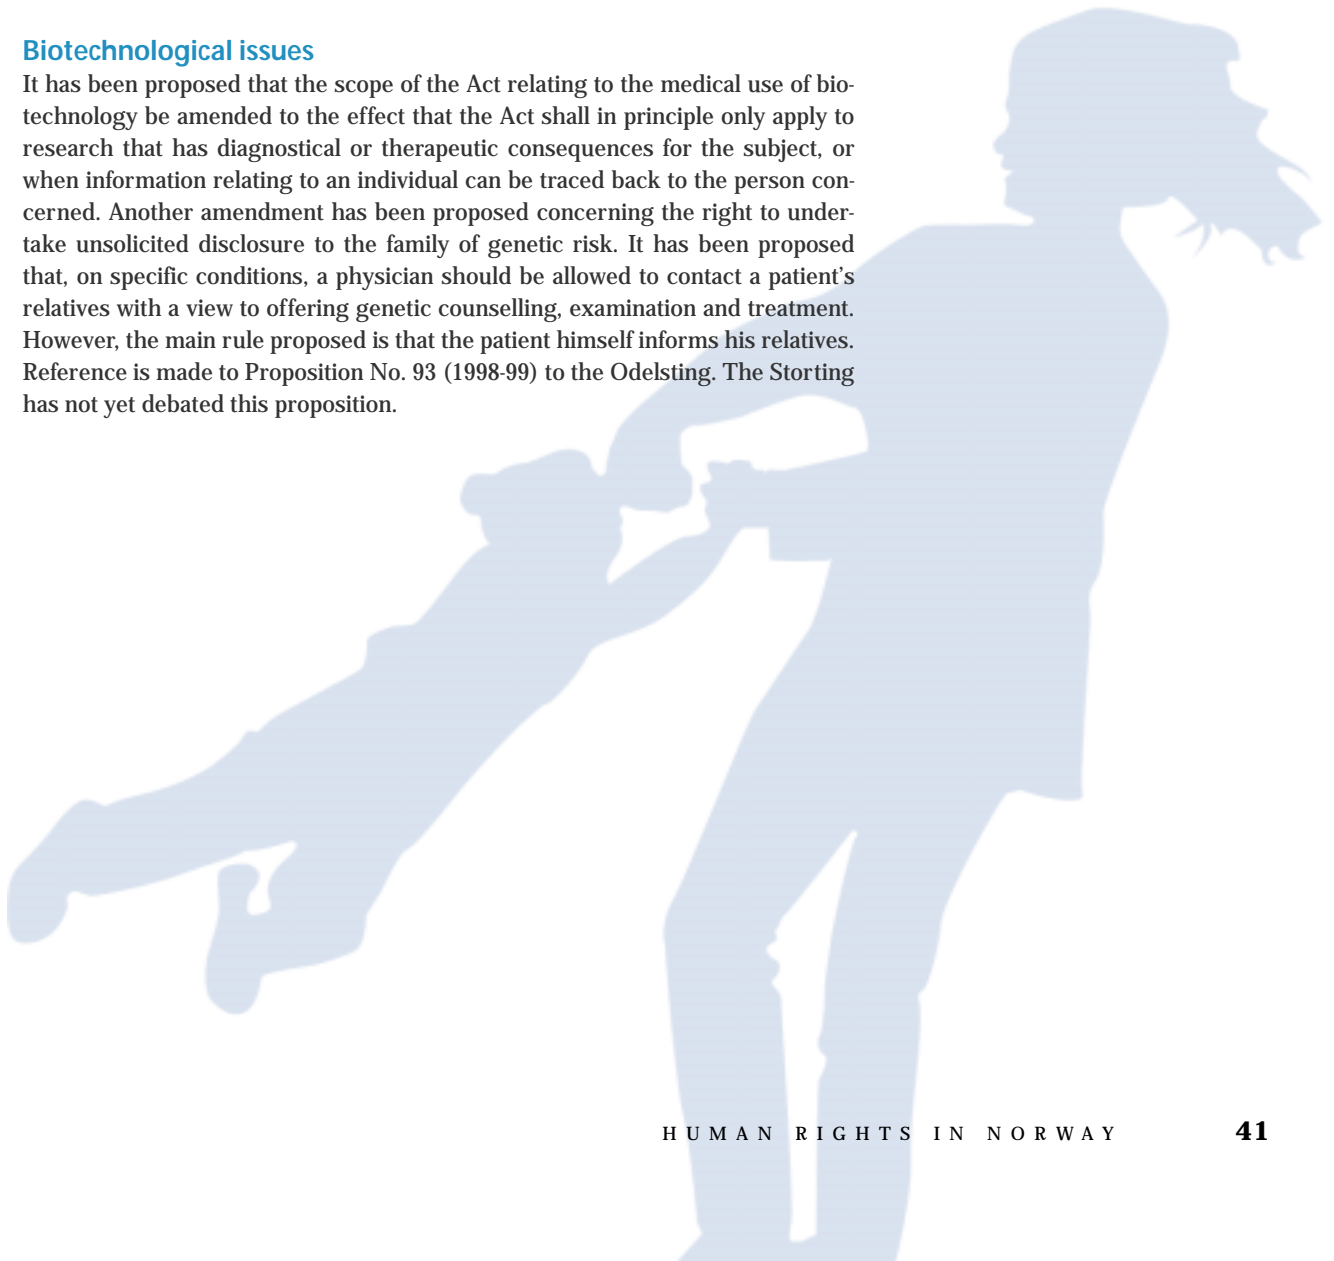 Biotechnological issues
It has been proposed that the scope of the Act relating to the medical use of bio-
technology be amended to the effect that the Act shall in principle only apply to
research that has diagnostical or therapeutic consequences for the subject, or
when information relating to an individual can be traced back to the person con-
cerned. Another amendment has been proposed concerning the right to under-
take unsolicited disclosure to the family of genetic risk. It has been proposed
that, on specific conditions, a physician should be allowed to contact a patient's
relatives with a view to offering genetic counselling, examination and treatment.
However, the main rule proposed is that the patient himself informs his relatives.
Reference is made to Proposition No. 93 (1998-99) to the Odelsting. The Storting
has not yet debated this proposition.
HUMAN RIGHTS IN NORWAY 41